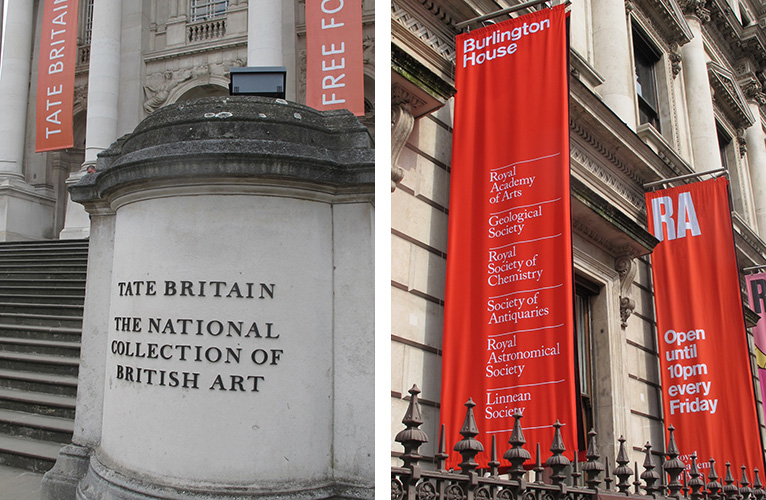 TATE BRITAIN
FREE FO
TATE BRITAIN
THE NATIONAL
COLLECTION OF
BRITISH ART
Burlington
House
Royal
Academy
of Arts
Geological
Society
Royal
Society of
Chemistry
Society of
Antiquaries
Royal
Astronomical
Society
Linnean
Society
RA
Open
until
10pm
every
Friday
Royal